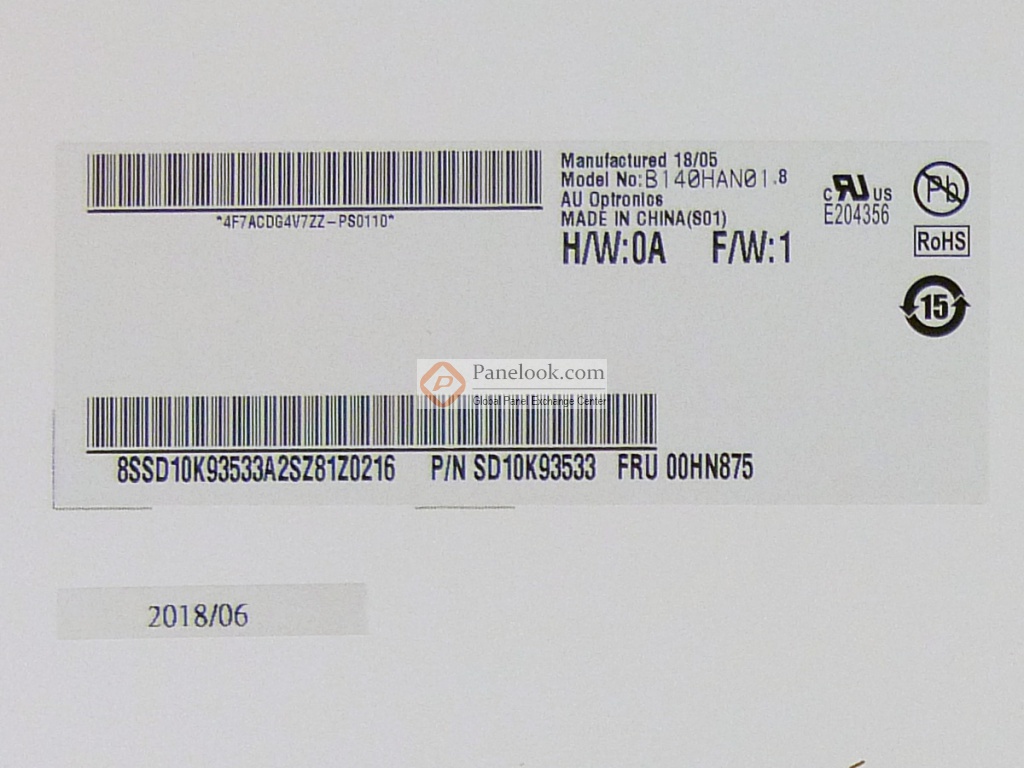 Manufactured 18/05
Model No:B140HAN01.8
AU Optronics
MADE IN CHINA(S01)
H/W:0A F/W:1
c RU US
E204356
Pb
RoHS
15
*4F7ACDG4V7ZZ-PS0110*
Panelook.com
Global Panel Exchange Center
8SSD10K93533A2SZ81Z0216 P/N SD10K93533 FRU 00HN875
2018/06